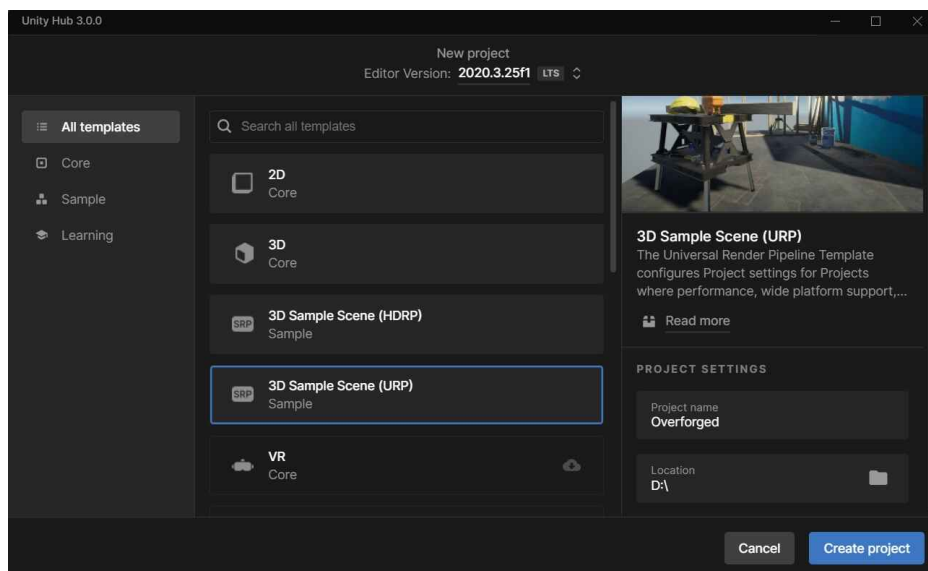 Unity Hub 3.0.0
New project
Editor Version: 2020.3.25f1 LTS
All templates
Core
Sample
Learning
Search all templates
2D
Core
3D
Core
3D Sample Scene (HDRP)
SRP
Sample
3D Sample Scene (URP)
SRP
Sample
VR
Core
3D Sample Scene (URP)
The Universal Render Pipeline Template
configures Project settings for Projects
where performance, wide platform support,...
Read more
PROJECT SETTINGS
Project name
Overforged
Location
D:\
Cancel
Create project